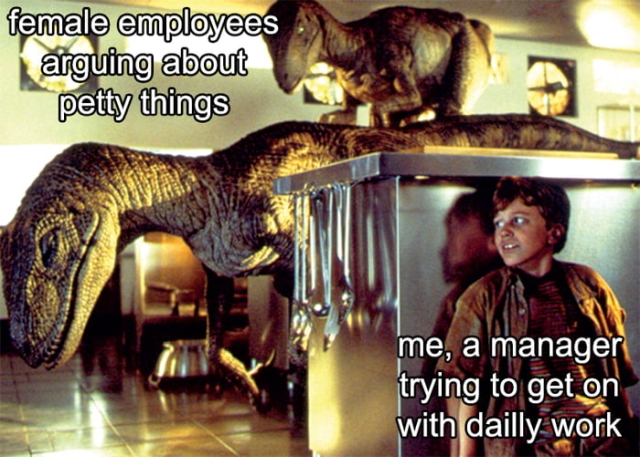 female employees
arguing about
petty things
me, a manager
trying to get on
with dailly work